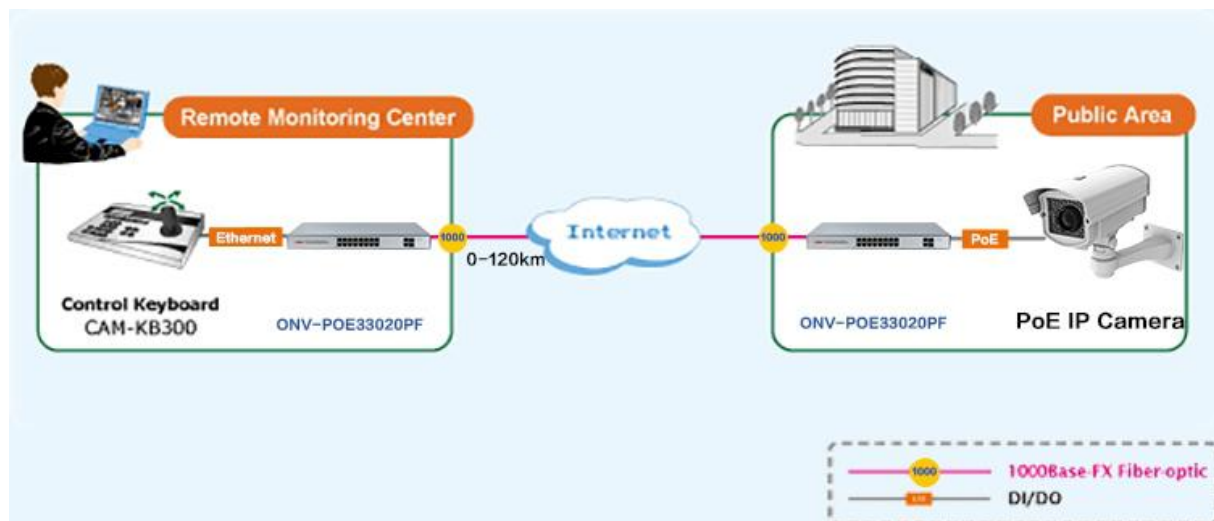 Remote Monitoring Center
Public Area
Ethernet
1000
0-120km
Internet
1000
PoE
Control Keyboard
CAM-KB300
ONV-POE33020PF
ONV-POE33020PF
PoE IP Camera
1000
1000Base-FX Fiber-optic
DI/DO